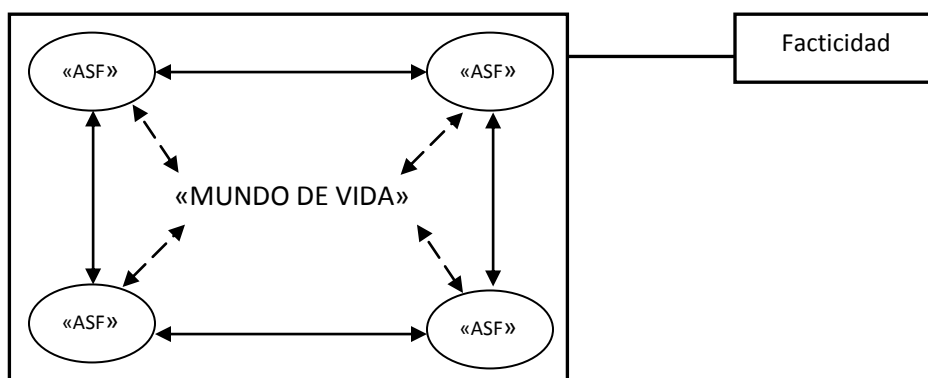 «ASF»
«ASF»
Facticidad
«MUNDO DE VIDA»
«ASF»
«ASF»